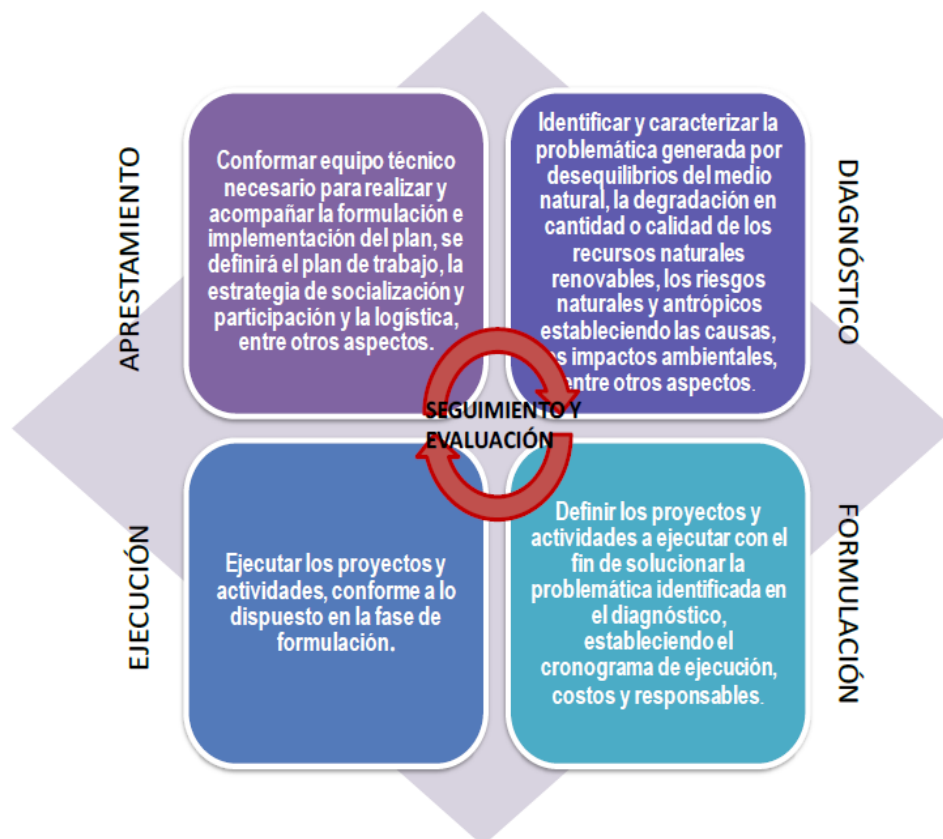 APRESTAMIENTO
Conformar equipo técnico
necesario para realizar y
acompañar la formulación e
implementación del plan, se
definirá el plan de trabajo, la
estrategia de socialización y
participación y la logística,
entre otros aspectos.
DIAGNÓSTICO
Identificar y caracterizar la
problemática generada por
desequilibrios del medio
natural, la degradación en
cantidad o calidad de los
recursos naturales
renovables, los riesgos
naturales y antrópicos
estableciendo las causas,
os impactos ambientales,
entre otros aspectos.
SEGUIMIENTO Y
EVALUACIÓN
EJECUCIÓN
Ejecutar los proyectos y
actividades, conforme a lo
dispuesto en la fase de
formulación.
FORMULACIÓN
Definir los proyectos y
actividades a ejecutar con el
fin de solucionar la
problemática identificada en
el diagnóstico,
estableciendo el
cronograma de ejecución,
costos y responsables.